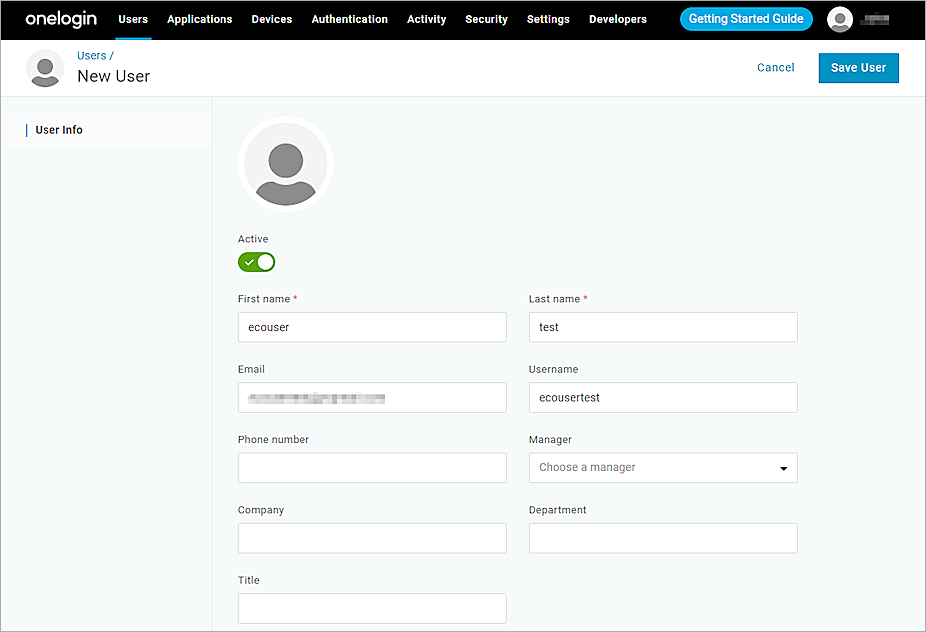 onelogin Users Applications Devices Authentication Activity Security Settings Developers Getting Started Guide
Users /
New User
Cancel Save User
User Info
Active
First name * Last name *
ecouser test
Email Username
ecousertest
Phone number Manager
Choose a manager
Company Department
Title